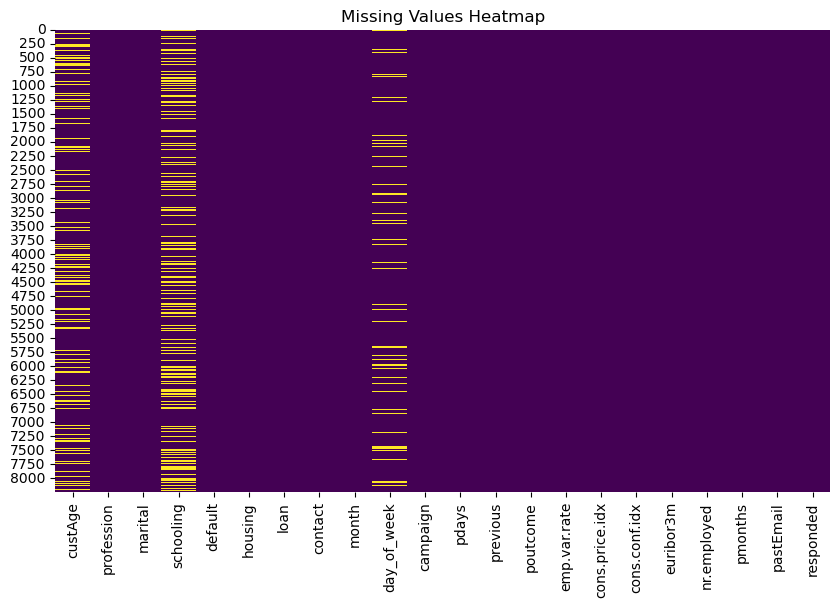 Missing Values Heatmap
0
250
500
750
1000
1250
1500
1750
2000
2250
2500
2750
3000
3250
3500
3750
4000
4250
4500
4750
5000
5250
5500
5750
6000
6250
6500
6750
7000
7250
7500
7750
8000
custAge
profession
marital
schooling
default
housing
loan
contact
month
day_of_week
campaign
pdays
previous
poutcome
emp.var.rate
cons.price.idx
cons.conf.idx
euribor3m
nr.employed
pmonths
pastEmail
responded